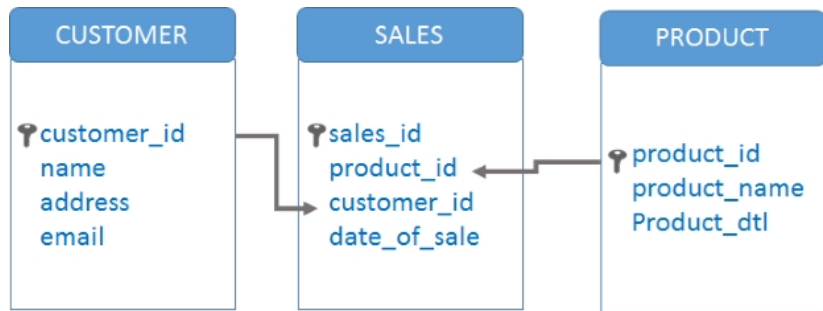 CUSTOMER
customer_id
name
address
email
SALES
sales_id
product_id
customer_id
date_of_sale
PRODUCT
product_id
product_name
Product_dtl